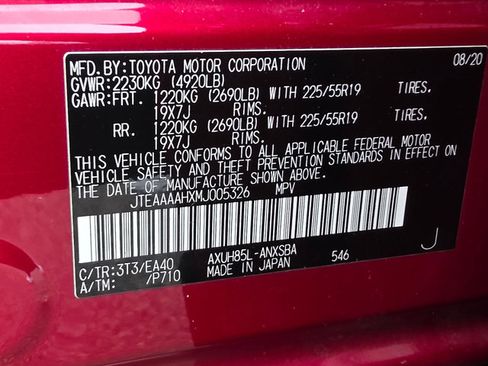 MFD.BY:TOYOTA MOTOR CORPORATION 08/20
GVWR:2230KG (4920LB)
GAWR:FRT. 1220KG (2690LB) WITH 225/55R19 TIRES.
19X7J RIMS.
RR. 1220KG (2690LB) WITH 225/55R19 TIRES.
19X7J RIMS.
THIS VEHICLE CONFORMS TO ALL APPLICABLE FEDERAL MOTOR
VEHICLE SAFETY AND THEFT PREVENTION STANDARDS IN EFFECT ON
THE DATE OF MANUFACTURE SHOWN ABOVE.
JTEAAAAHXMJ005326 MPV
C/TR:3T3/EA40 AXUH85L-ANXSBA J
A/TM: /P710 MADE IN JAPAN 546